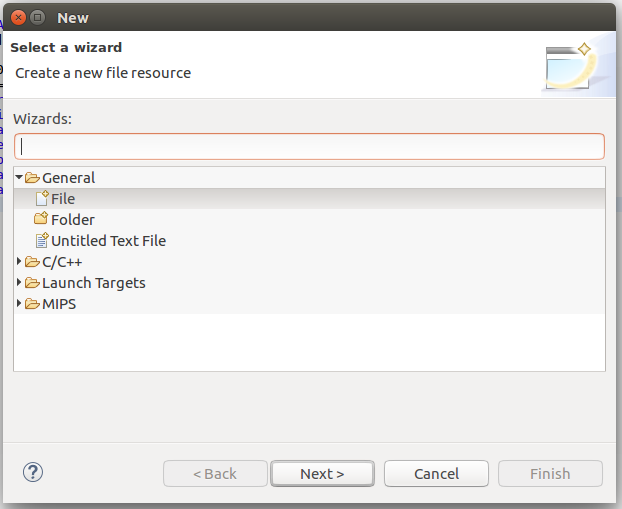 New
Select a wizard
Create a new file resource
Wizards:
General
File
Folder
Untitled Text File
C/C++
Launch Targets
MIPS
?
< Back
Next >
Cancel
Finish